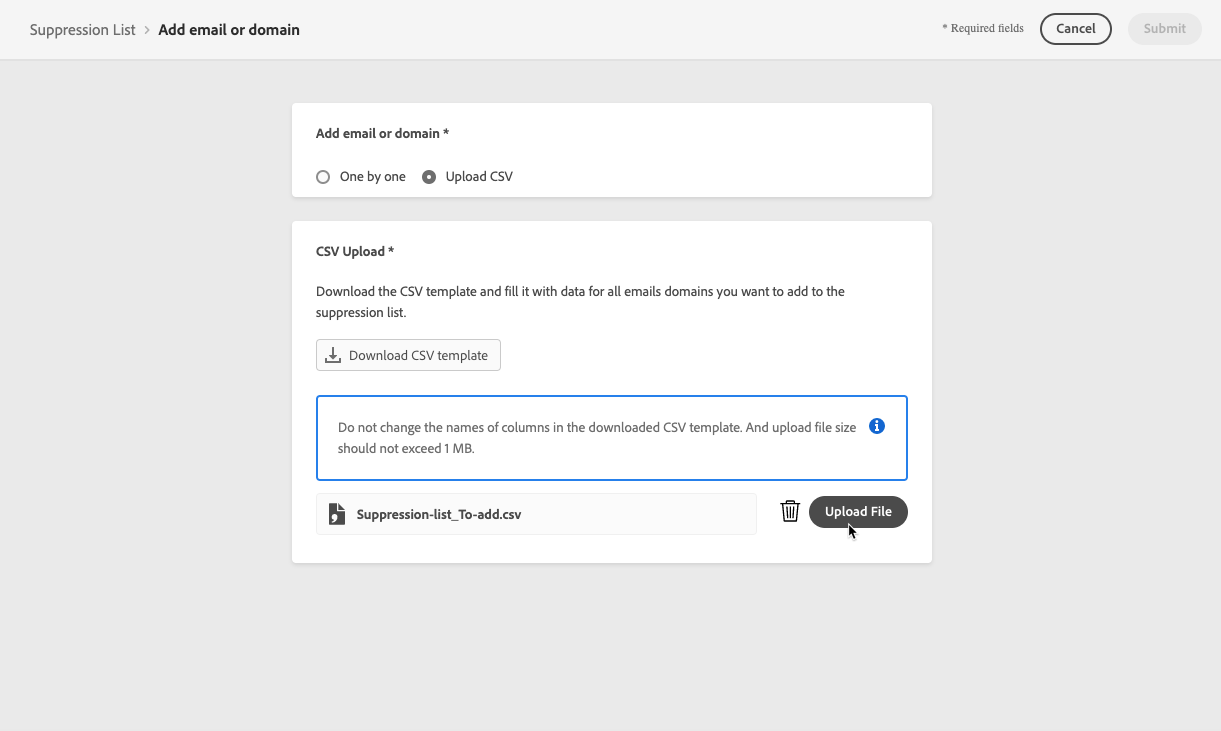 Suppression List > Add email or domain
* Required fields
Cancel
Submit
Add email or domain *
One by one
Upload CSV
CSV Upload *
Download the CSV template and fill it with data for all emails domains you want to add to the
suppression list.
Download CSV template
Do not change the names of columns in the downloaded CSV template. And upload file size
should not exceed 1 MB.
Suppression-list_To-add.csv
Upload File